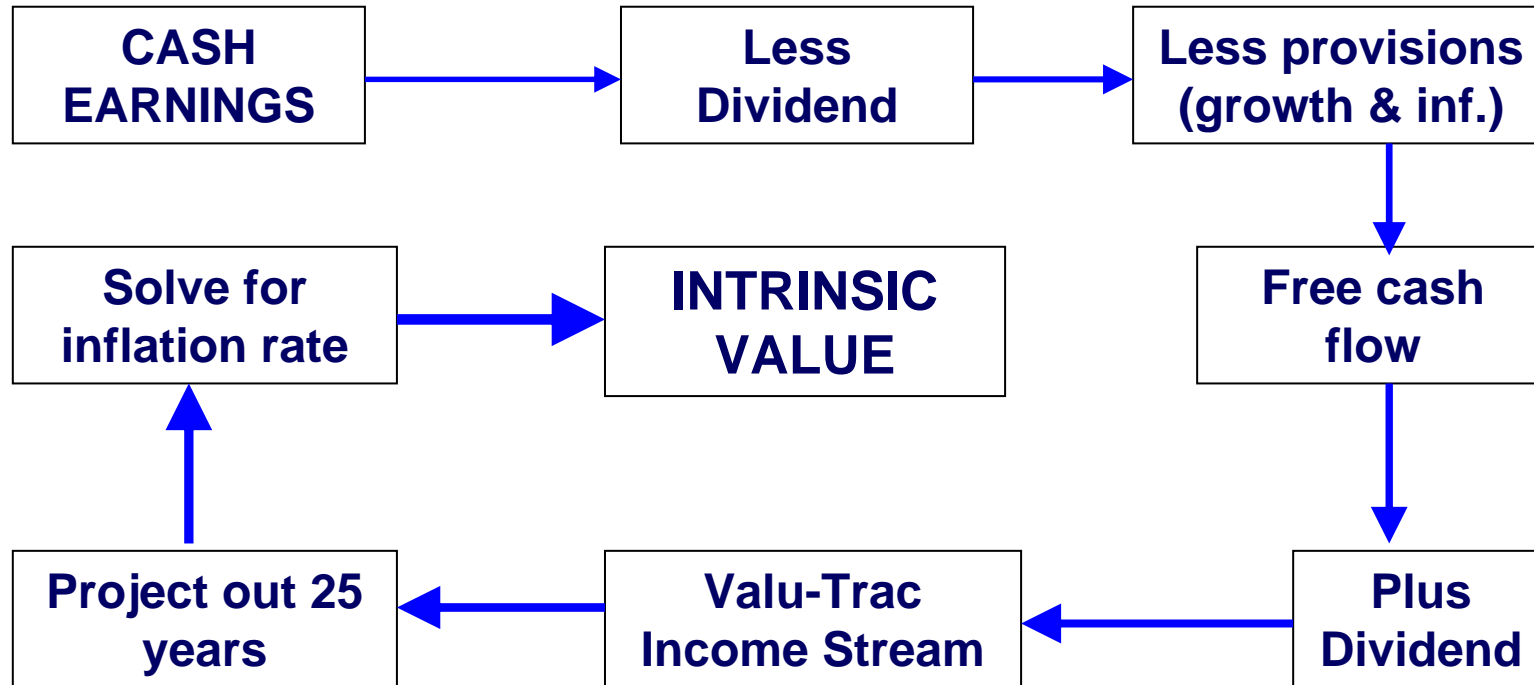 CASH
EARNINGS
Less
Dividend
Less provisions
(growth & inf.)
Free cash
flow
Plus
Dividend
Valu-Trac
Income Stream
Project out 25
years
Solve for
inflation rate
INTRINSIC
VALUE